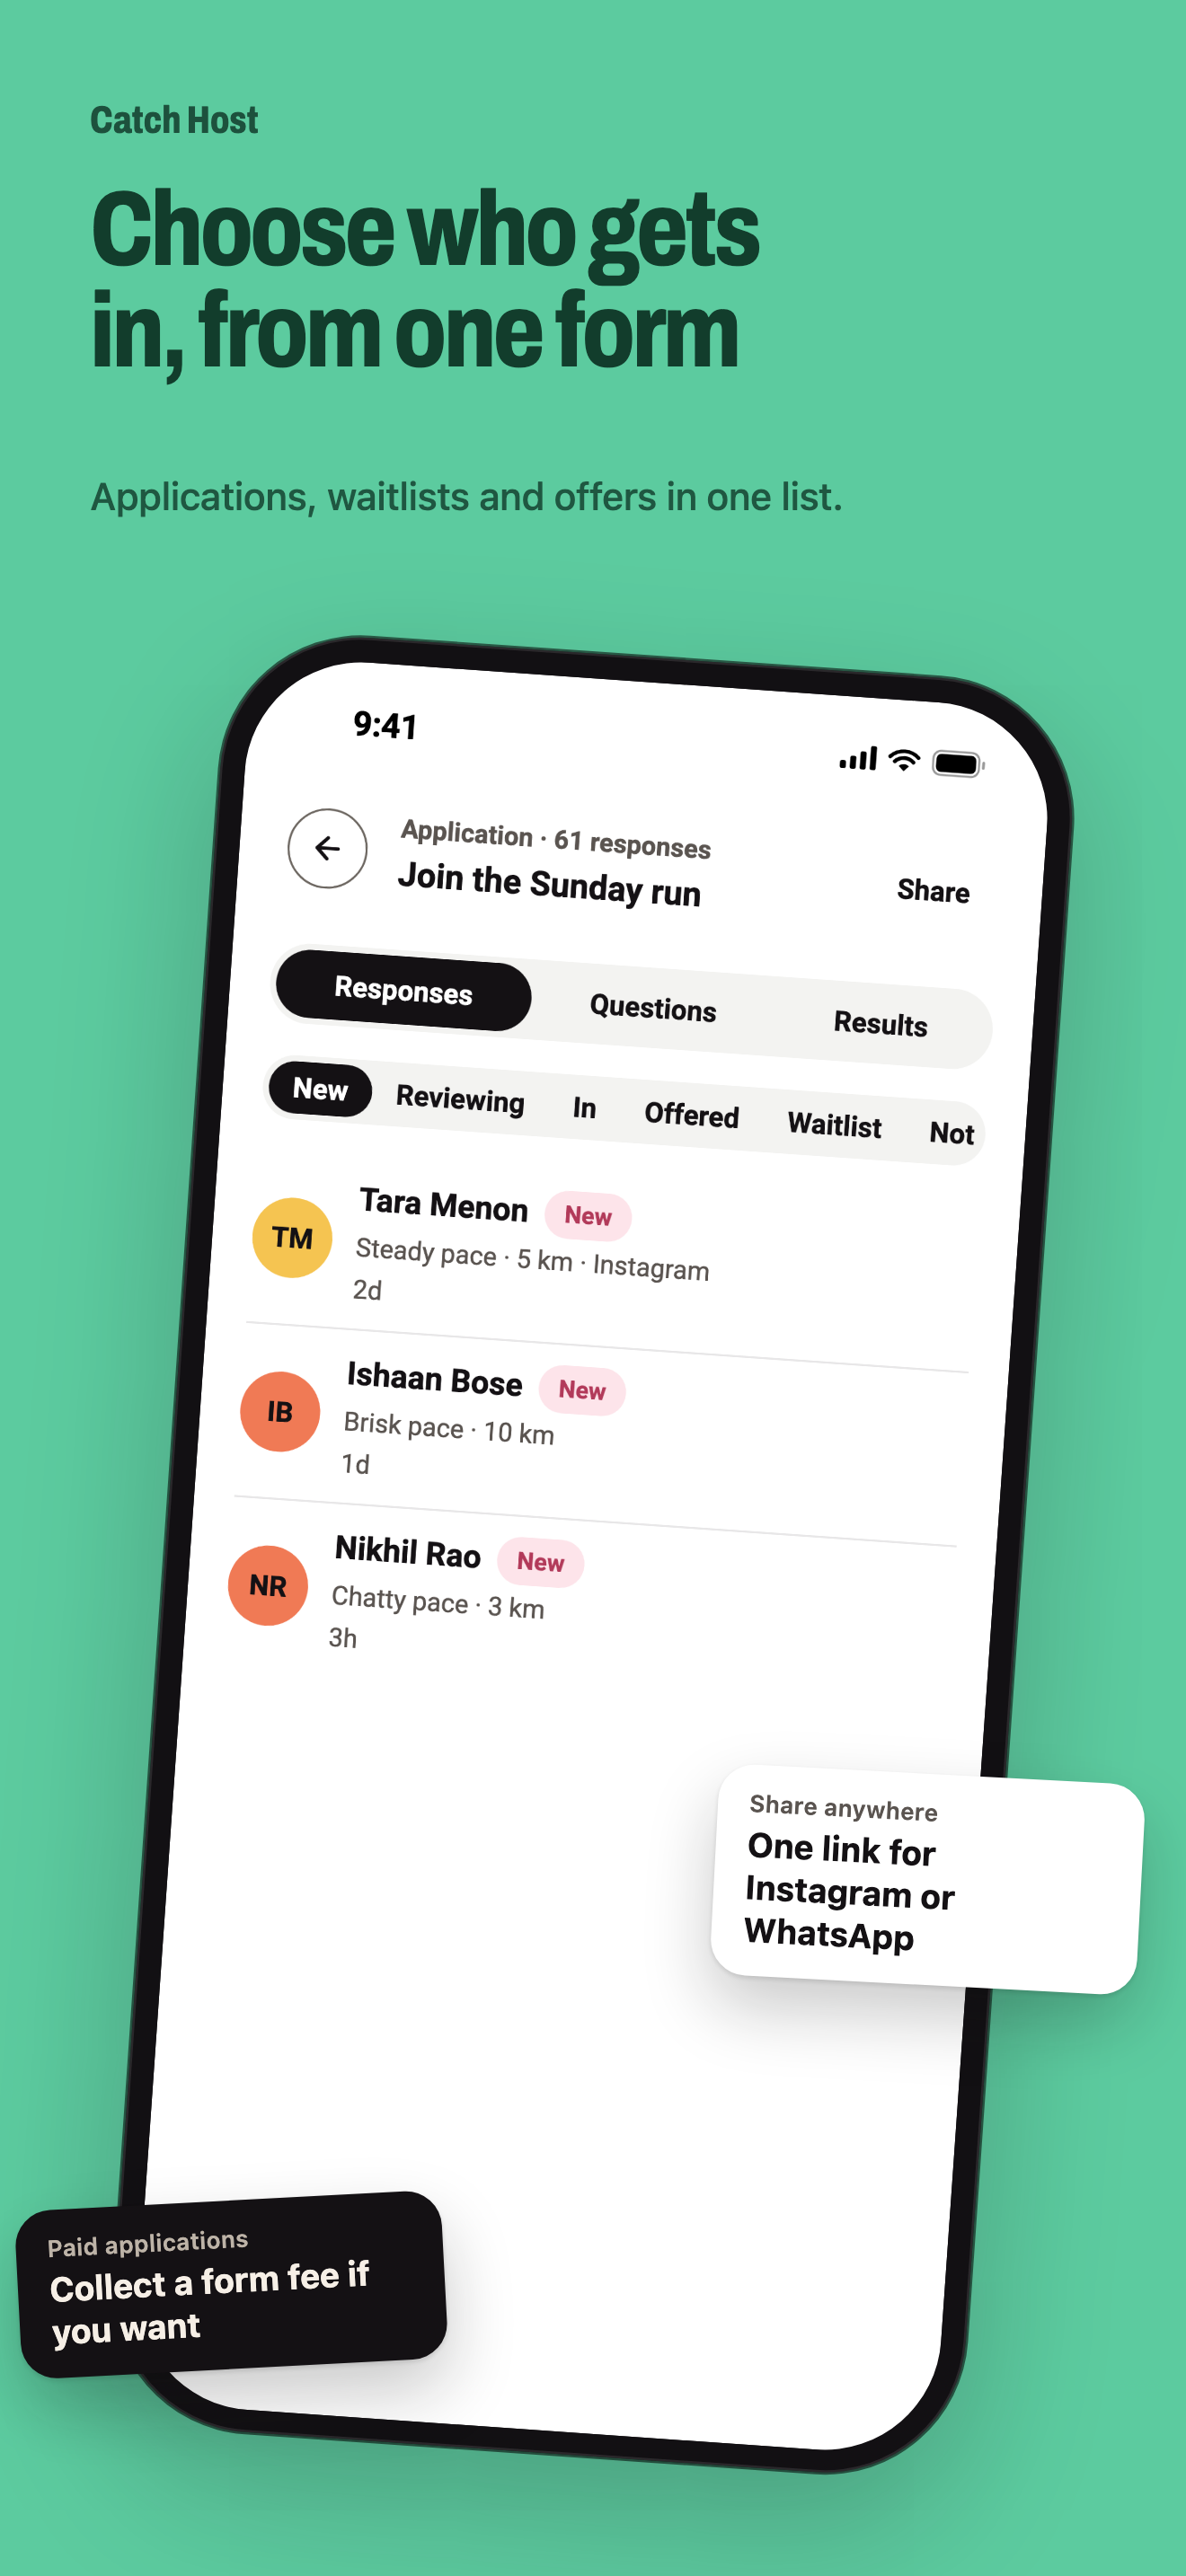 Catch Host
Choose who gets
in, from one form
Applications, waitlists and offers in one list.
9:41
Application · 61 responses
Join the Sunday run
Share
Responses
Questions
Results
New
Reviewing
In
Offered
Waitlist
Not
TM
Tara Menon
New
Steady pace · 5 km · Instagram
2d
IB
Ishaan Bose
New
Brisk pace · 10 km
1d
NR
Nikhil Rao
New
Chatty pace · 3 km
3h
Share anywhere
One link for
Instagram or
WhatsApp
Paid applications
Collect a form fee if
you want